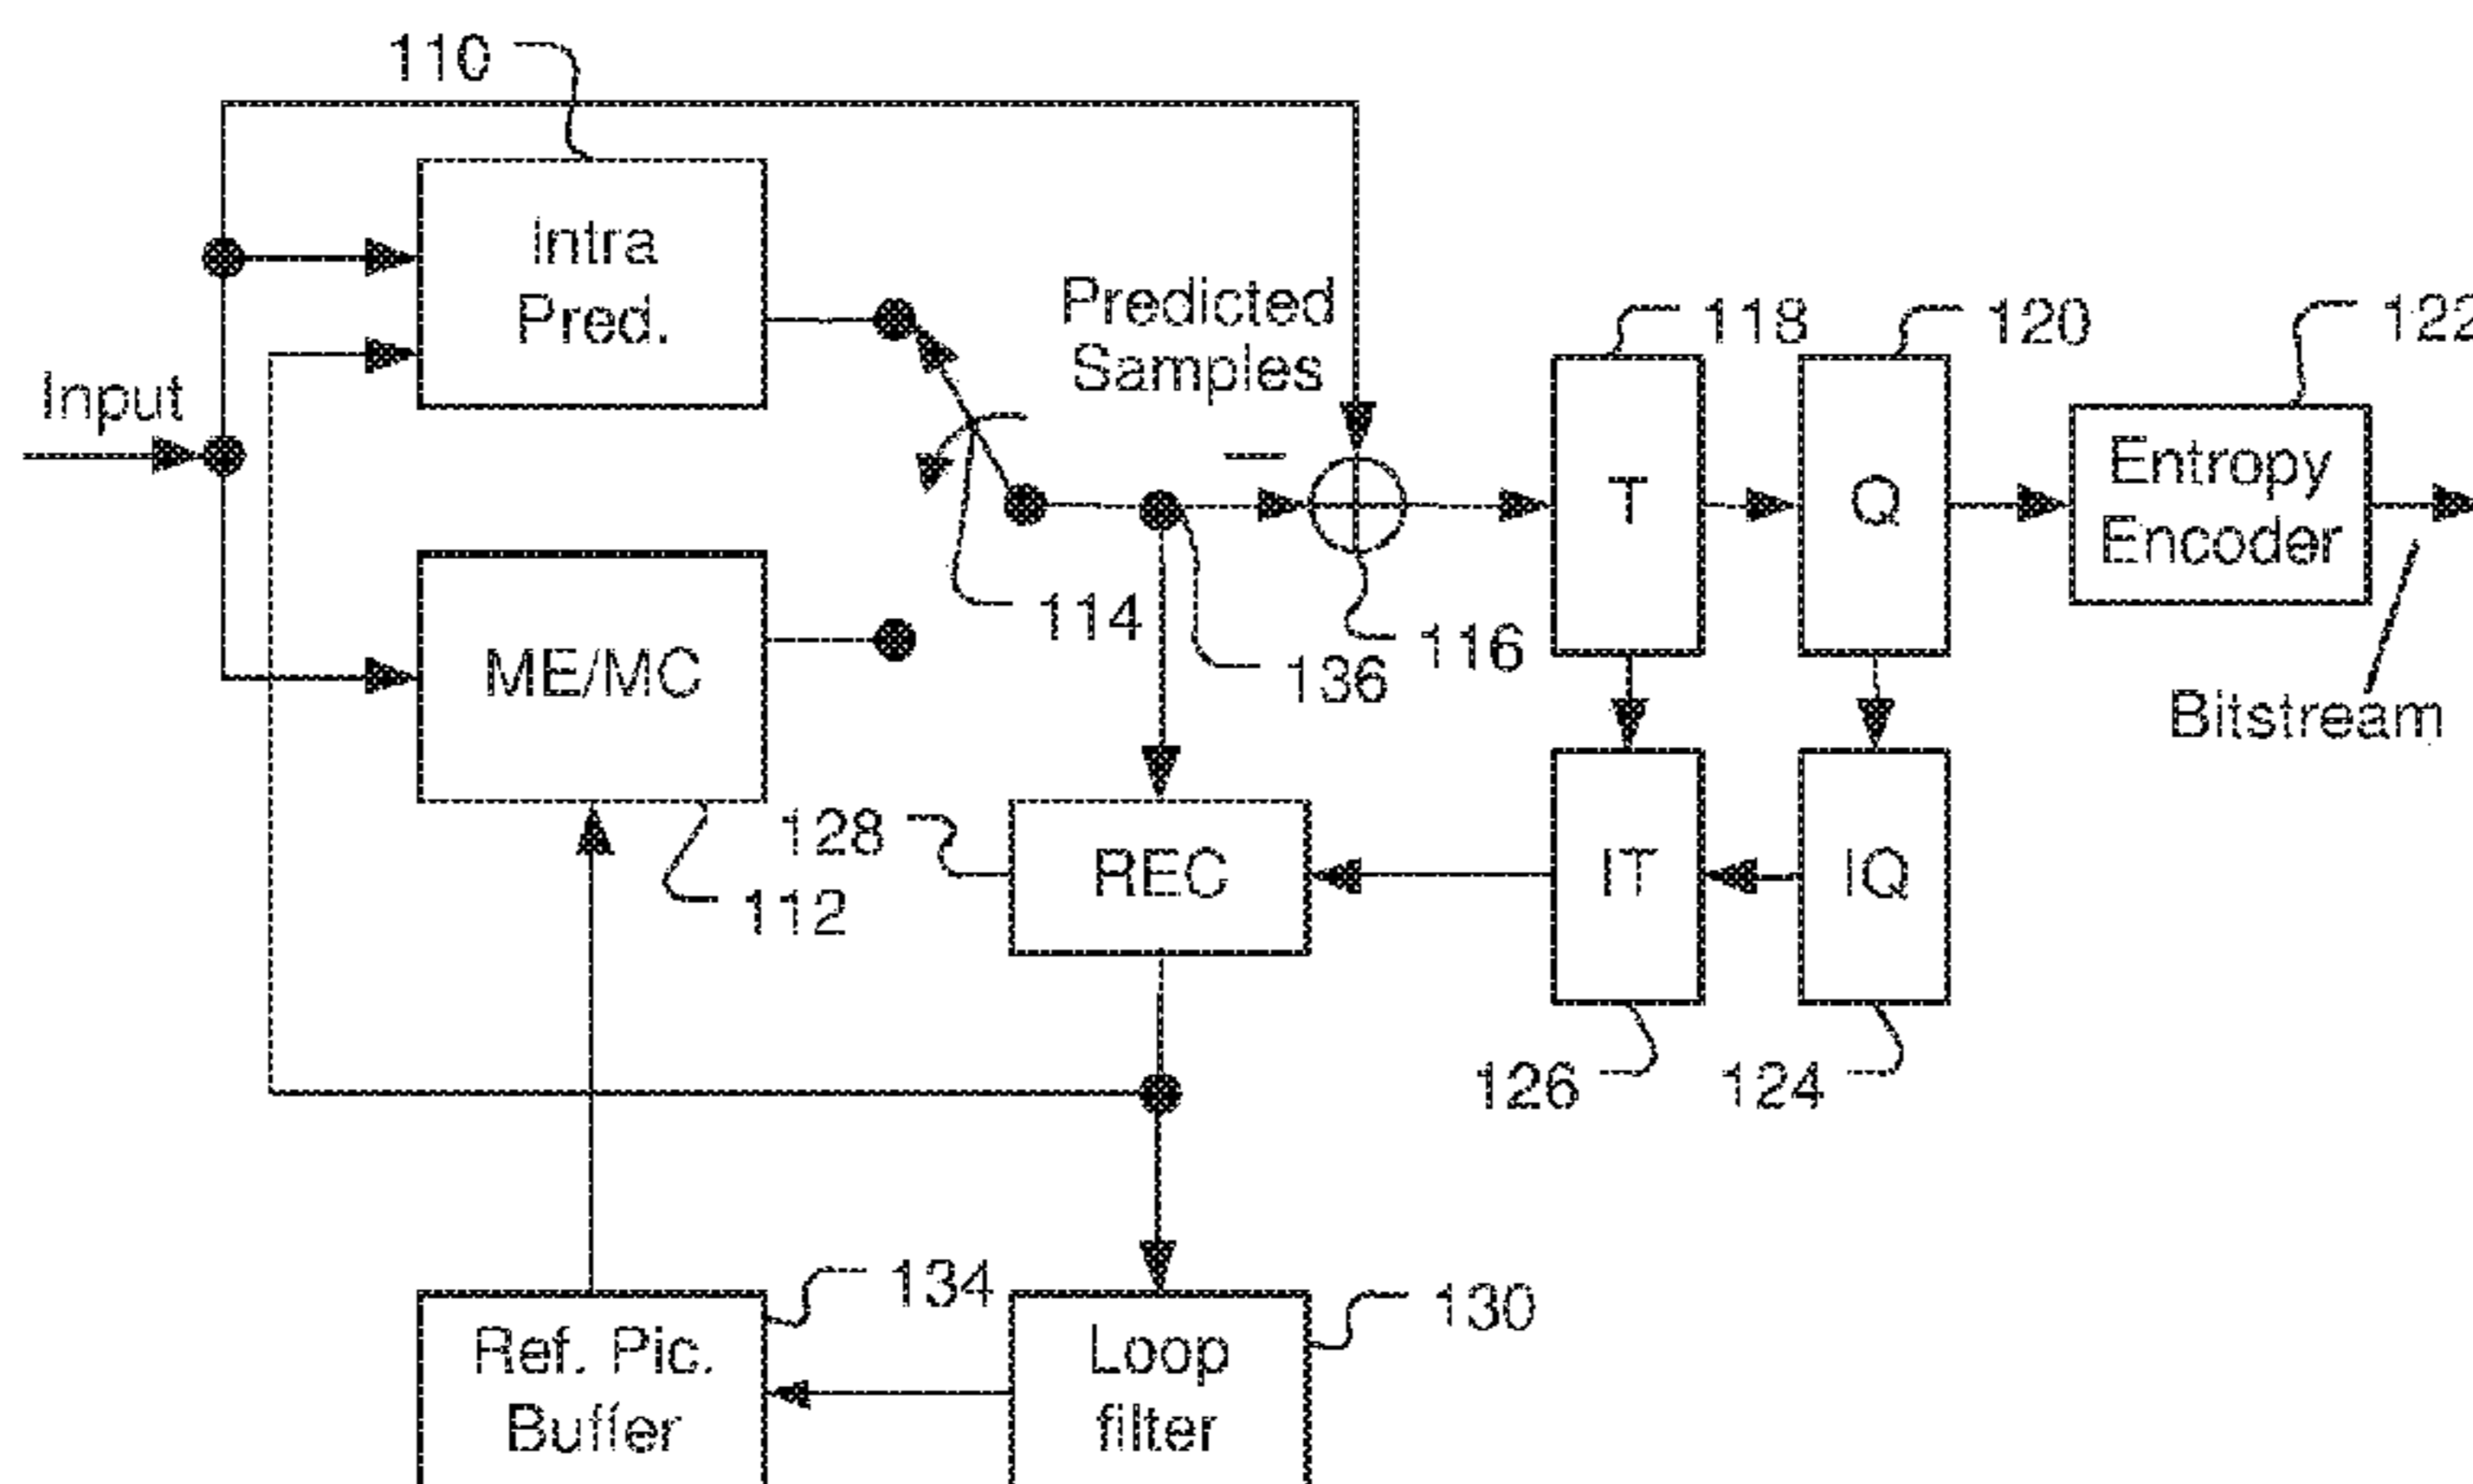 110
Intra
Pred.
Predicted
Samples
118
120
122
Input
T
Q
Entropy
Encoder
114
116
136
ME/MC
Bitstream
128
REC
IT
IQ
112
126
124
134
130
Ref. Pic.
Buffer
Loop
filter